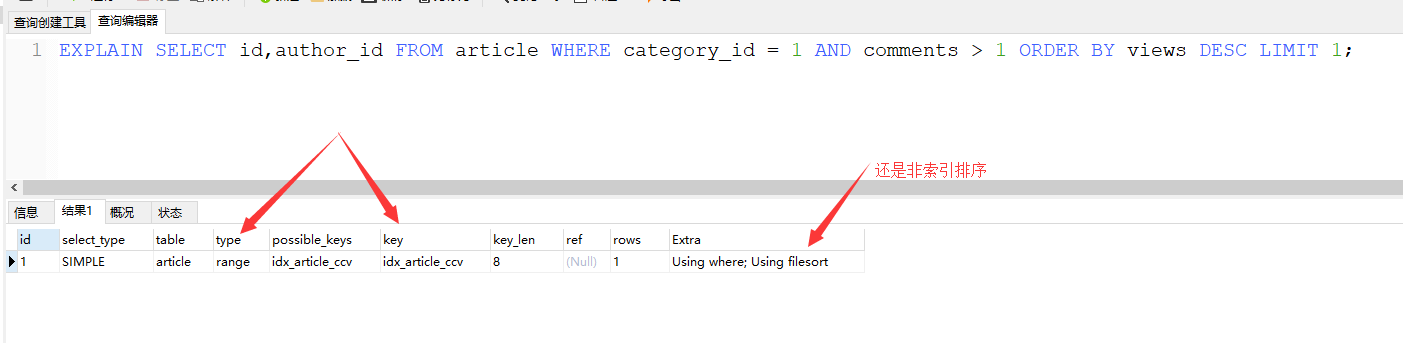 查询创建工具 查询编辑器
1 EXPLAIN SELECT id,author_id FROM article WHERE category_id = 1 AND comments > 1 ORDER BY views DESC LIMIT 1;
还是非索引排序
信息 结果1 概况 状态
id select_type table type possible_keys key key_len ref rows Extra
1 SIMPLE article range idx_article_ccv idx_article_ccv 8 (Null) 1 Using where; Using filesort